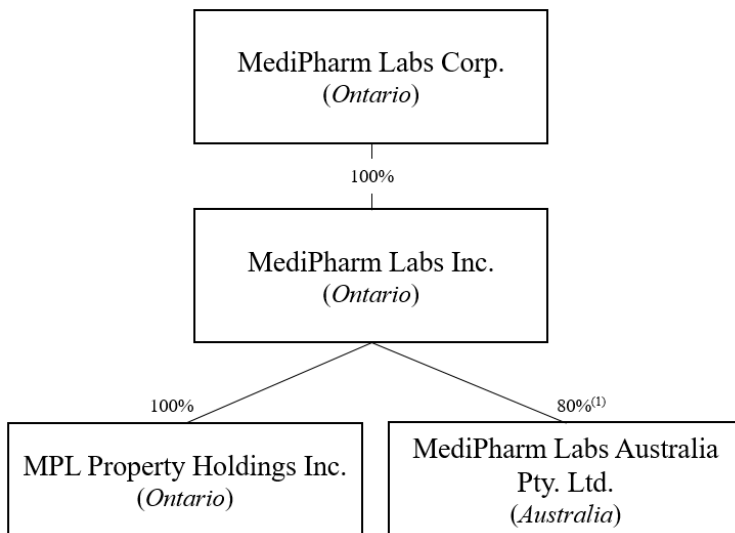 MediPharm Labs Corp.
(Ontario)
100%
MediPharm Labs Inc.
(Ontario)
100%
80%(1)
MPL Property Holdings Inc.
(Ontario)
MediPharm Labs Australia
Pty. Ltd.
(Australia)